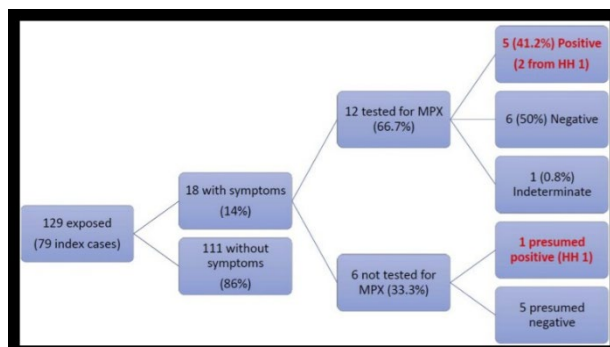 129 exposed
(79 index cases)
18 with symptoms
(14%)
111 without
symptoms
(86%)
12 tested for MPX
(66.7%)
6 not tested for
MPX (33.3%)
5 (41.2%) Positive
(2 from HH 1)
6 (50%) Negative
1 (0.8%)
Indeterminate
1 presumed
positive (HH 1)
5 presumed
negative